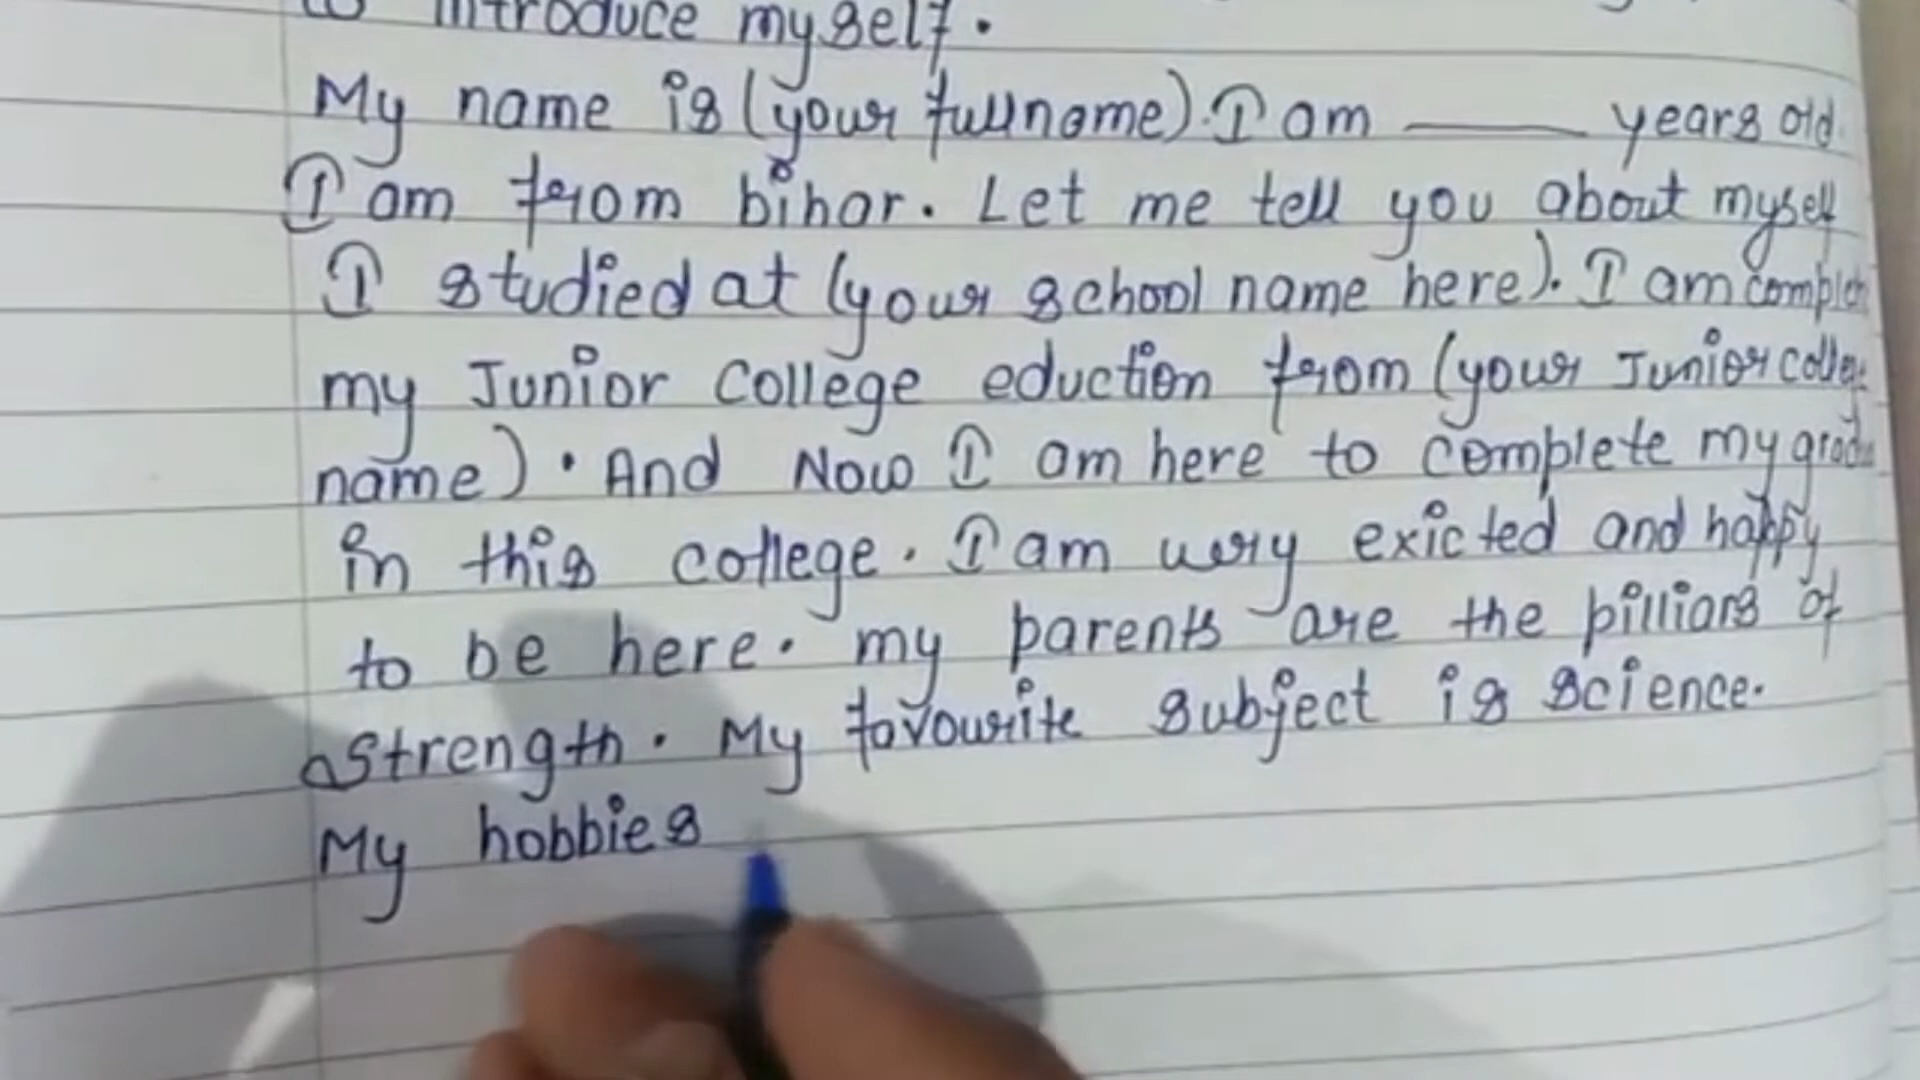 to introduce myself.
My name is (your fullname). I am ____ years old.
I am from bihar. Let me tell you about myself
I studied at (your school name here). I am
my Junior College eduction from (your Junior college
name). And Now I am here to complete my
in this college. I am very exicted and happy
to be here. my parents are the pilliars of
strength. My favourite subject is science.
My hobbies